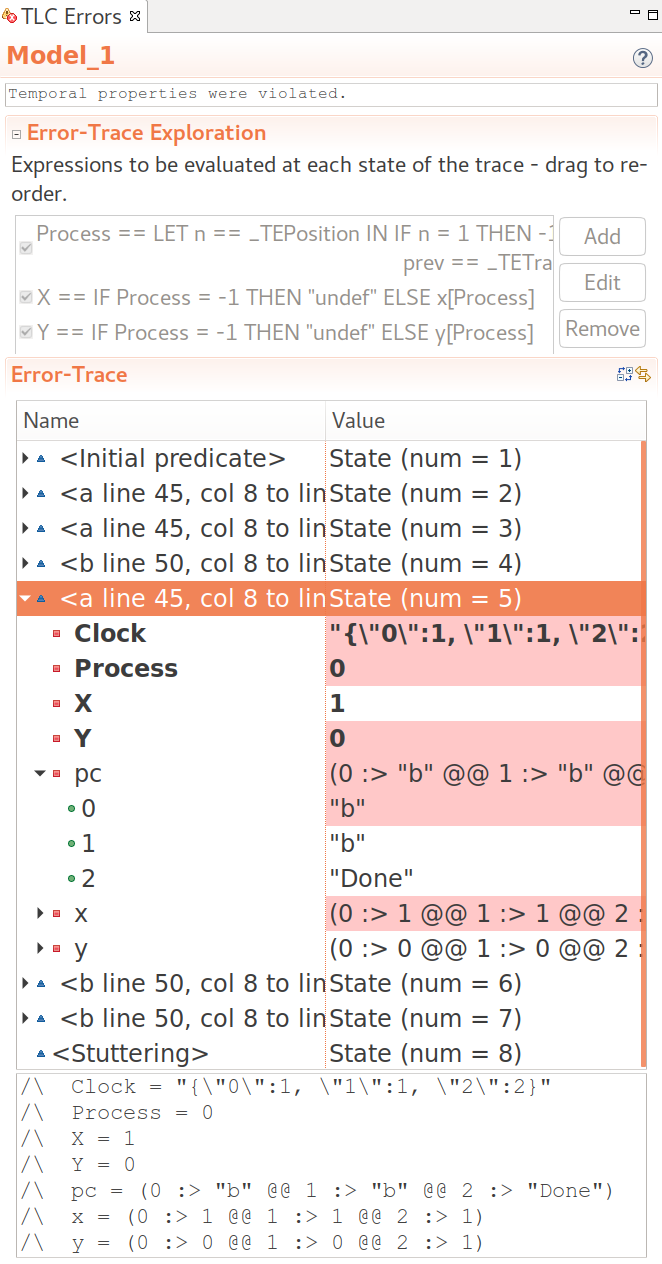 TLC Errors
Model_1
Temporal properties were violated.
Error-Trace Exploration
Expressions to be evaluated at each state of the trace - drag to re-
order.
Process == LET n == _TEPosition IN IF n = 1 THEN -1
prev == _TETra
X == IF Process = -1 THEN "undef" ELSE x[Process]
Y == IF Process = -1 THEN "undef" ELSE y[Process]
Add
Edit
Remove
Error-Trace
Name Value
<Initial predicate> State (num = 1)
<a line 45, col 8 to lin State (num = 2)
<a line 45, col 8 to lin State (num = 3)
<b line 50, col 8 to lin State (num = 4)
<a line 45, col 8 to lin State (num = 5)
Clock "{\"0\":1, \"1\":1, \"2\":
Process 0
X 1
Y 0
pc (0 :> "b" @@ 1 :> "b" @@
0 "b"
1 "b"
2 "Done"
x (0 :> 1 @@ 1 :> 1 @@ 2 :
y (0 :> 0 @@ 1 :> 0 @@ 2 :
<b line 50, col 8 to lin State (num = 6)
<b line 50, col 8 to lin State (num = 7)
<Stuttering> State (num = 8)
/\ Clock = "{\"0\":1, \"1\":1, \"2\":2}"
/\ Process = 0
/\ X = 1
/\ Y = 0
/\ pc = (0 :> "b" @@ 1 :> "b" @@ 2 :> "Done")
/\ x = (0 :> 1 @@ 1 :> 1 @@ 2 :> 1)
/\ y = (0 :> 0 @@ 1 :> 0 @@ 2 :> 1)